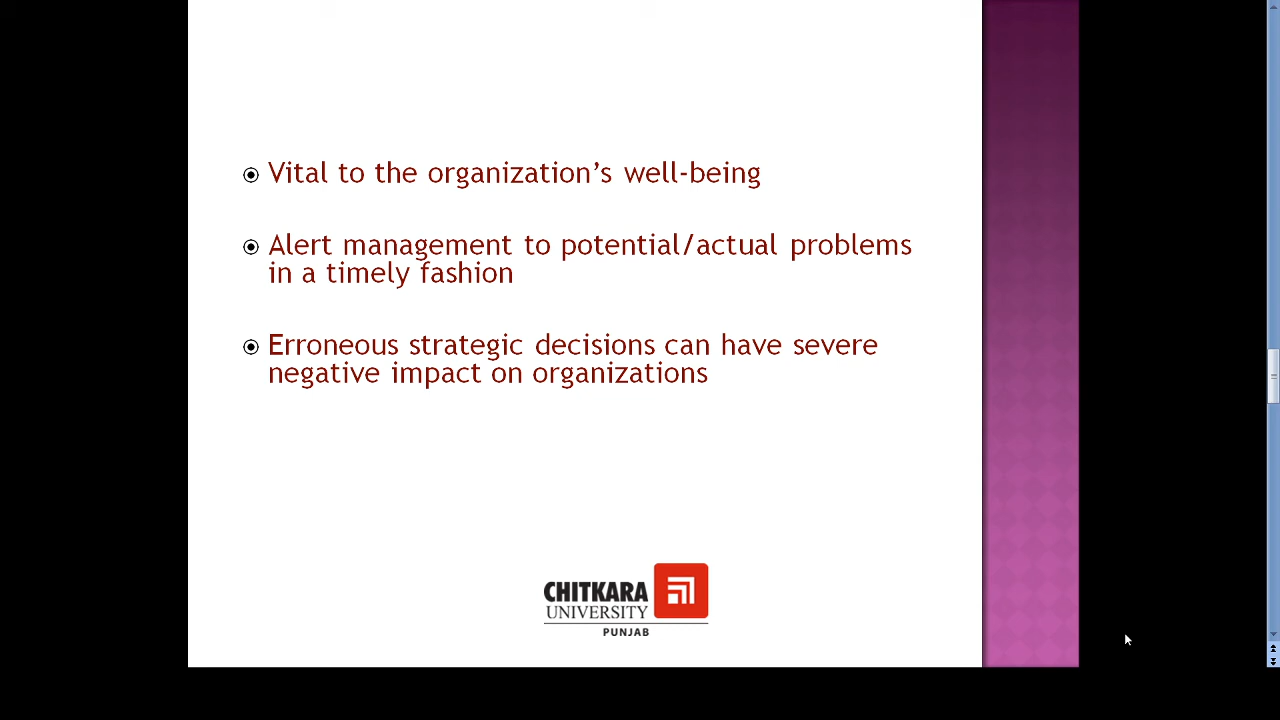 Vital to the organization’s well-being
Alert management to potential/actual problems
in a timely fashion
Erroneous strategic decisions can have severe
negative impact on organizations
CHITKARA
UNIVERSITY
PUNJAB